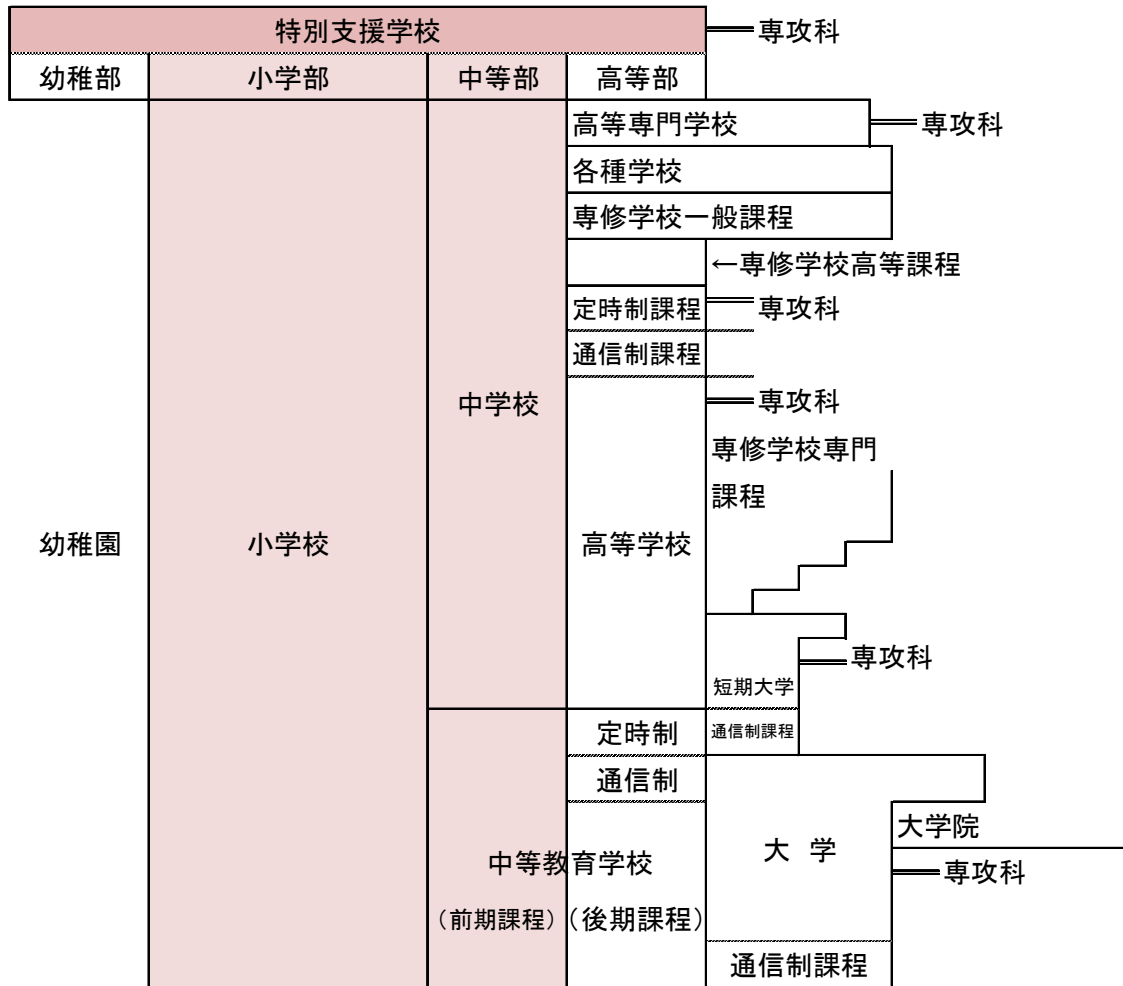 特別支援学校
専攻科
幼稚部
小学部
中等部
高等部
高等専門学校
専攻科
各種学校
専修学校一般課程
←専修学校高等課程
定時制課程
専攻科
通信制課程
中学校
専攻科
専修学校専門
課程
幼稚園
小学校
高等学校
専攻科
短期大学
定時制
通信制課程
通信制
大学院
大 学
中等教育学校
専攻科
（前期課程）
（後期課程）
通信制課程